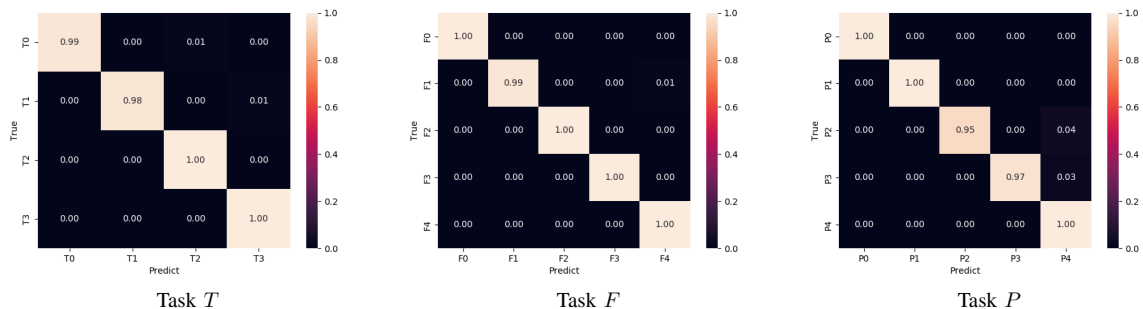 T0 0.99 0.00 0.01 0.00
T1 0.00 0.98 0.00 0.01
T2 0.00 0.00 1.00 0.00
T3 0.00 0.00 0.00 1.00
True
T0 T1 T2 T3
Predict
1.0
0.8
0.6
0.4
0.2
0.0
Task T
F0 1.00 0.00 0.00 0.00 0.00
F1 0.00 0.99 0.00 0.00 0.01
F2 0.00 0.00 1.00 0.00 0.00
F3 0.00 0.00 0.00 1.00 0.00
F4 0.00 0.00 0.00 0.00 1.00
True
F0 F1 F2 F3 F4
Predict
1.0
0.8
0.6
0.4
0.2
0.0
Task F
P0 1.00 0.00 0.00 0.00 0.00
P1 0.00 1.00 0.00 0.00 0.00
P2 0.00 0.00 0.95 0.00 0.04
P3 0.00 0.00 0.00 0.97 0.03
P4 0.00 0.00 0.00 0.00 1.00
True
P0 P1 P2 P3 P4
Predict
1.0
0.8
0.6
0.4
0.2
0.0
Task P